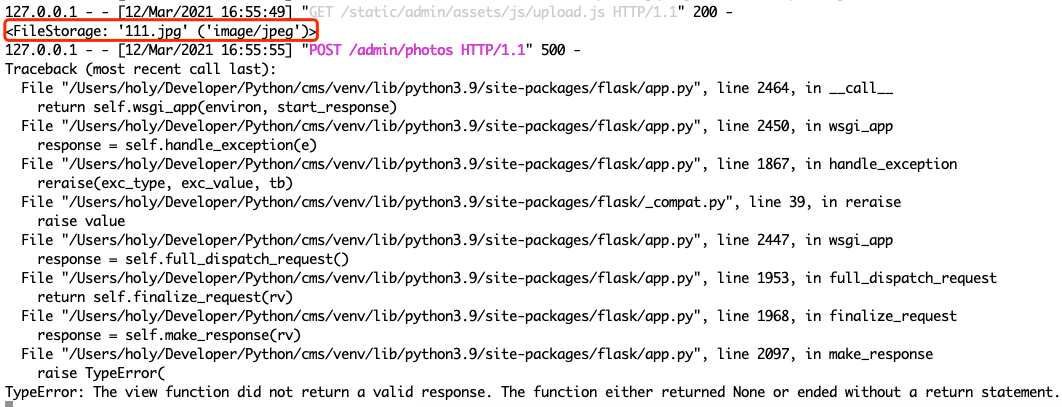 127.0.0.1 - - [12/Mar/2021 16:55:49] "GET /static/admin/assets/js/upload.js HTTP/1.1" 200 -
<FileStorage: '111.jpg' ('image/jpeg')>
127.0.0.1 - - [12/Mar/2021 16:55:55] "POST /admin/photos HTTP/1.1" 500 -
Traceback (most recent call last):
  File "/Users/holy/Developer/Python/cms/venv/lib/python3.9/site-packages/flask/app.py", line 2464, in __call__
    return self.wsgi_app(environ, start_response)
  File "/Users/holy/Developer/Python/cms/venv/lib/python3.9/site-packages/flask/app.py", line 2450, in wsgi_app
    response = self.handle_exception(e)
  File "/Users/holy/Developer/Python/cms/venv/lib/python3.9/site-packages/flask/app.py", line 1867, in handle_exception
    reraise(exc_type, exc_value, tb)
  File "/Users/holy/Developer/Python/cms/venv/lib/python3.9/site-packages/flask/_compat.py", line 39, in reraise
    raise value
  File "/Users/holy/Developer/Python/cms/venv/lib/python3.9/site-packages/flask/app.py", line 2447, in wsgi_app
    response = self.full_dispatch_request()
  File "/Users/holy/Developer/Python/cms/venv/lib/python3.9/site-packages/flask/app.py", line 1953, in full_dispatch_request
    return self.finalize_request(rv)
  File "/Users/holy/Developer/Python/cms/venv/lib/python3.9/site-packages/flask/app.py", line 1968, in finalize_request
    response = self.make_response(rv)
  File "/Users/holy/Developer/Python/cms/venv/lib/python3.9/site-packages/flask/app.py", line 2097, in make_response
    raise TypeError(
TypeError: The view function did not return a valid response. The function either returned None or ended without a return statement.